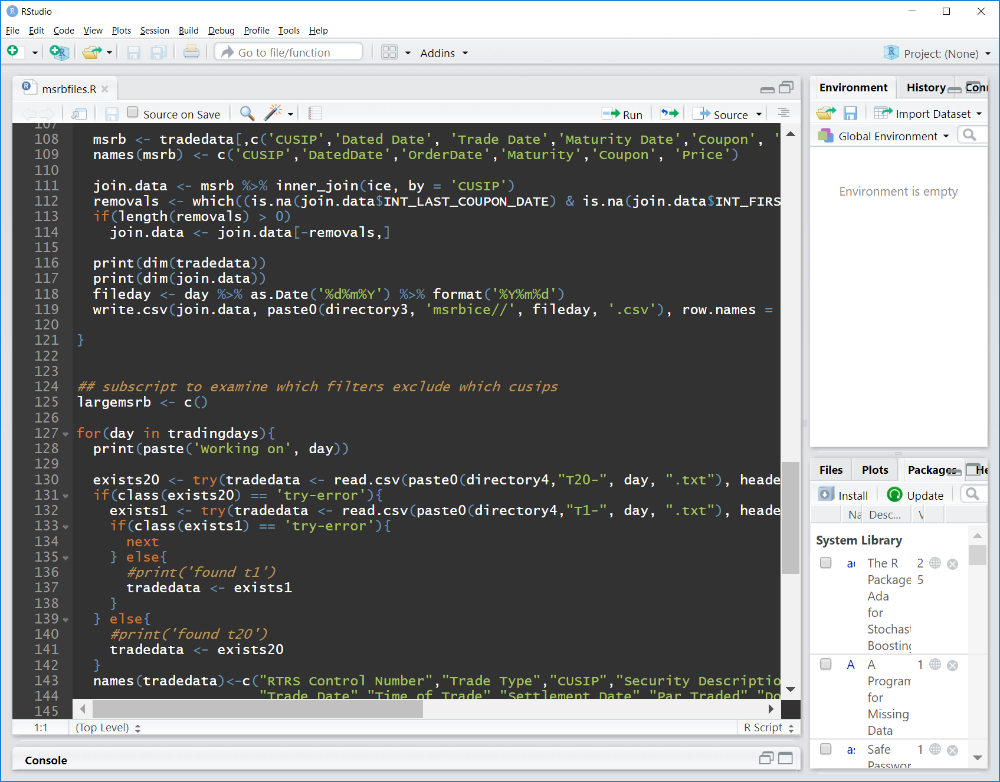 RStudio
File Edit Code View Plots Session Build Debug Profile Tools Help
Go to file/function Addins Project: (None)
msrbfiles.R
Source on Save Run Source
107
108 msrb <- tradedata[,c('CUSIP','Dated Date', 'Trade Date','Maturity Date','Coupon', '
109 names(msrb) <- c('CUSIP','DatedDate','OrderDate','Maturity','Coupon', 'Price')
110
111 join.data <- msrb %>% inner_join(ice, by = 'CUSIP')
112 removals <- which((is.na(join.data$INT_LAST_COUPON_DATE) & is.na(join.data$INT_FIRS
113 if(length(removals) > 0)
114 join.data <- join.data[-removals,]
115
116 print(dim(tradedata))
117 print(dim(join.data))
118 fileday <- day %>% as.Date('%d%m%Y') %>% format('%Y%m%d')
119 write.csv(join.data, paste0(directory3, 'msrbice//', fileday, '.csv'), row.names =
120
121 }
122
123
124 ## subscript to examine which filters exclude which cusips
125 largemsrb <- c()
126
127 for(day in tradingdays){
128 print(paste('Working on', day))
129
130 exists20 <- try(tradedata <- read.csv(paste0(directory4,"T20-", day, ".txt"), heade
131 if(class(exists20) == 'try-error'){
132 exists1 <- try(tradedata <- read.csv(paste0(directory4,"T1-", day, ".txt"), heade
133 if(class(exists1) == 'try-error'){
134 next
135 } else{
136 #print('found t1')
137 tradedata <- exists1
138 }
139 } else{
140 #print('found t20')
141 tradedata <- exists20
142 }
143 names(tradedata)<-c("RTRS Control Number","Trade Type","CUSIP","Security Descriptio
144 "Trade Date" "Time of Trade" "Settlement Date" "Par Traded" "Do
145
1:1 (Top Level) R Script
Console
Environment History Conn
Import Dataset
Global Environment
Environment is empty
Files Plots Packages He
Install Update
Na Desc... V
System Library
The R 2
Package 5
Ada
for
Stochast
Boosting
A A 1
Program
for
Missing
Data
as Safe 1
Passwor